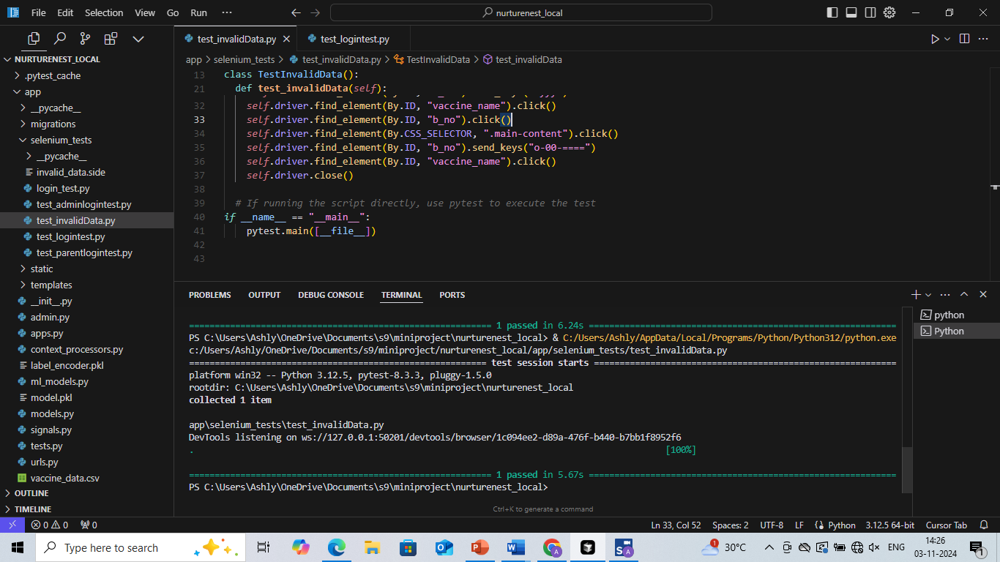 File Edit Selection View Go Run ··· nurturenest_local
test_invalidData.py test_logintest.py
NURTURENEST_LOCAL
.pytest_cache
app
__pycache__
migrations
selenium_tests
__pycache__
invalid_data.side
login_test.py
test_adminlogintest.py
test_invalidData.py
test_logintest.py
test_parentlogintest.py
static
templates
__init__.py
admin.py
apps.py
context_processors.py
label_encoder.pkl
ml_models.py
model.pkl
models.py
signals.py
tests.py
urls.py
vaccine_data.csv
OUTLINE
TIMELINE
app > selenium_tests > test_invalidData.py > TestInvalidData > test_invalidData
13 class TestInvalidData():
21 def test_invalidData(self):
32 self.driver.find_element(By.ID, "vaccine_name").click()
33 self.driver.find_element(By.ID, "b_no").click()
34 self.driver.find_element(By.CSS_SELECTOR, ".main-content").click()
35 self.driver.find_element(By.ID, "b_no").send_keys("o-00-====")
36 self.driver.find_element(By.ID, "vaccine_name").click()
37 self.driver.close()
38
39 # If running the script directly, use pytest to execute the test
40 if __name__ == "__main__":
41 pytest.main([__file__])
42
43
PROBLEMS OUTPUT DEBUG CONSOLE TERMINAL PORTS
python
Python
1 passed in 6.24s
PS C:\Users\Ashly\OneDrive\Documents\s9\miniproject\nurturenest_local> & C:/Users/Ashly/AppData/Local/Programs/Python/Python312/python.exe
c:/Users/Ashly/OneDrive/Documents/s9/miniproject/nurturenest_local/app/selenium_tests/test_invalidData.py
test session starts
platform win32 -- Python 3.12.5, pytest-8.3.3, pluggy-1.5.0
rootdir: C:\Users\Ashly\OneDrive\Documents\s9\miniproject\nurturenest_local
collected 1 item
app\selenium_tests\test_invalidData.py
DevTools listening on ws://127.0.0.1:50201/devtools/browser/1c094ee2-d89a-476f-b440-b7bb1f8952f6
. [100%]
1 passed in 5.67s
PS C:\Users\Ashly\OneDrive\Documents\s9\miniproject\nurturenest_local>
Ctrl+K to generate a command
0 0 0 Ln 33, Col 52 Spaces: 2 UTF-8 LF Python 3.12.5 64-bit Cursor Tab
Type here to search 1 30°C ENG 14:26
03-11-2024 1